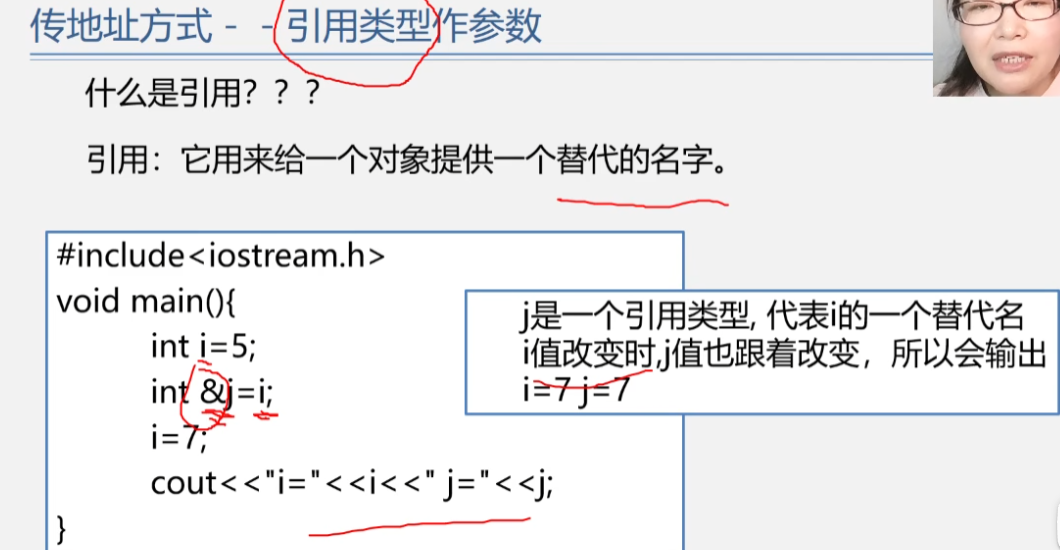 传地址方式- -引用类型作参数
什么是引用？？？
引用：它用来给一个对象提供一个替代的名字。
#include<iostream.h>
void main(){
int i=5;
int &j=i;
i=7;
cout<<"i="<<i<<" j="<<j;
}
j是一个引用类型, 代表i的一个替代名
i值改变时,j值也跟着改变，所以会输出
i=7 j=7